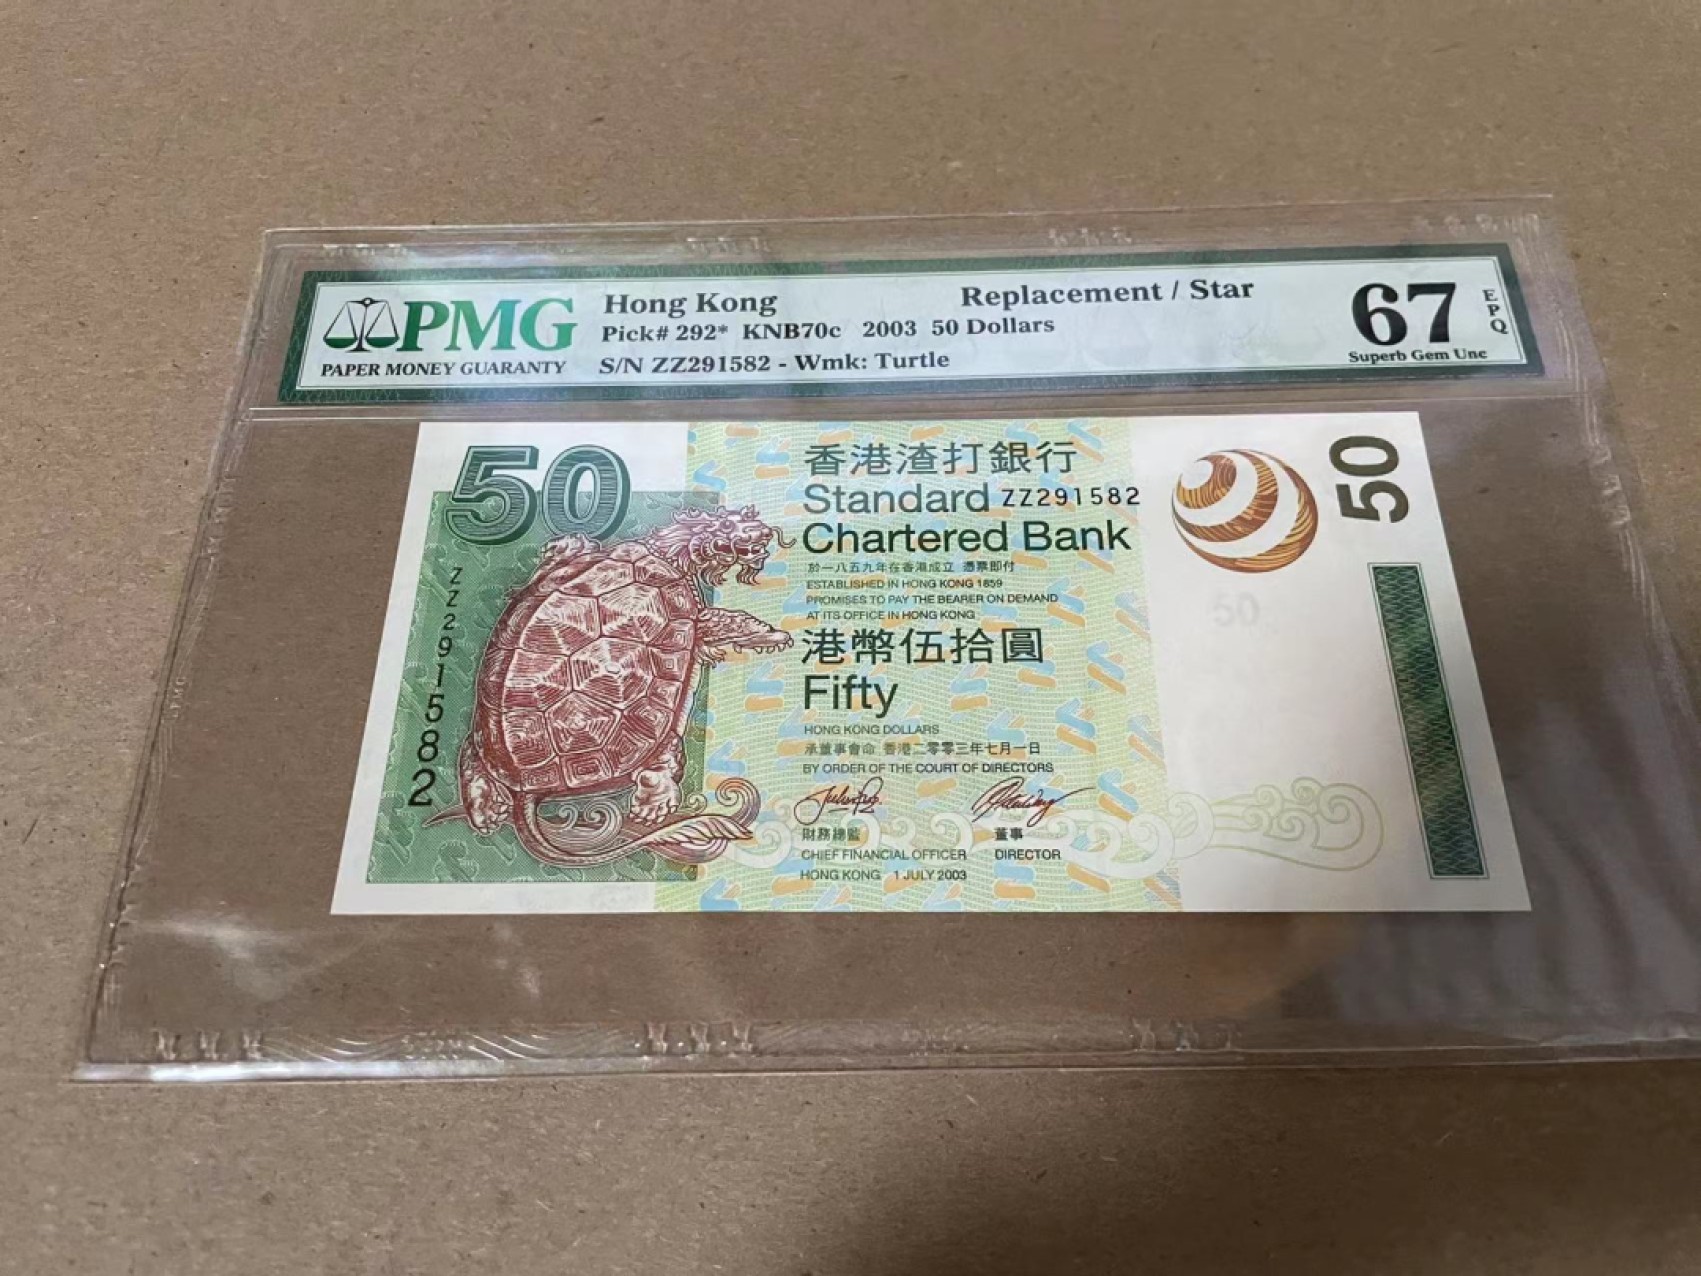 PMG
PAPER MONEY GUARANTY
Hong Kong
Replacement / Star
Pick# 292* KNB70c 2003 50 Dollars
S/N ZZ291582 - Wmk: Turtle
67
EPQ
Superb Gem Unc
50
香港渣打銀行
Standard ZZ291582
Chartered Bank
於一八五九年在香港成立 憑票即付
ESTABLISHED IN HONG KONG 1859
PROMISES TO PAY THE BEARER ON DEMAND
AT ITS OFFICE IN HONG KONG
港幣伍拾圓
Fifty
HONG KONG DOLLARS
承董事會命 香港二零零三年七月一日
BY ORDER OF THE COURT OF DIRECTORS
財務總監 董事
CHIEF FINANCIAL OFFICER DIRECTOR
HONG KONG 1 JULY 2003
ZZ291582
50
50